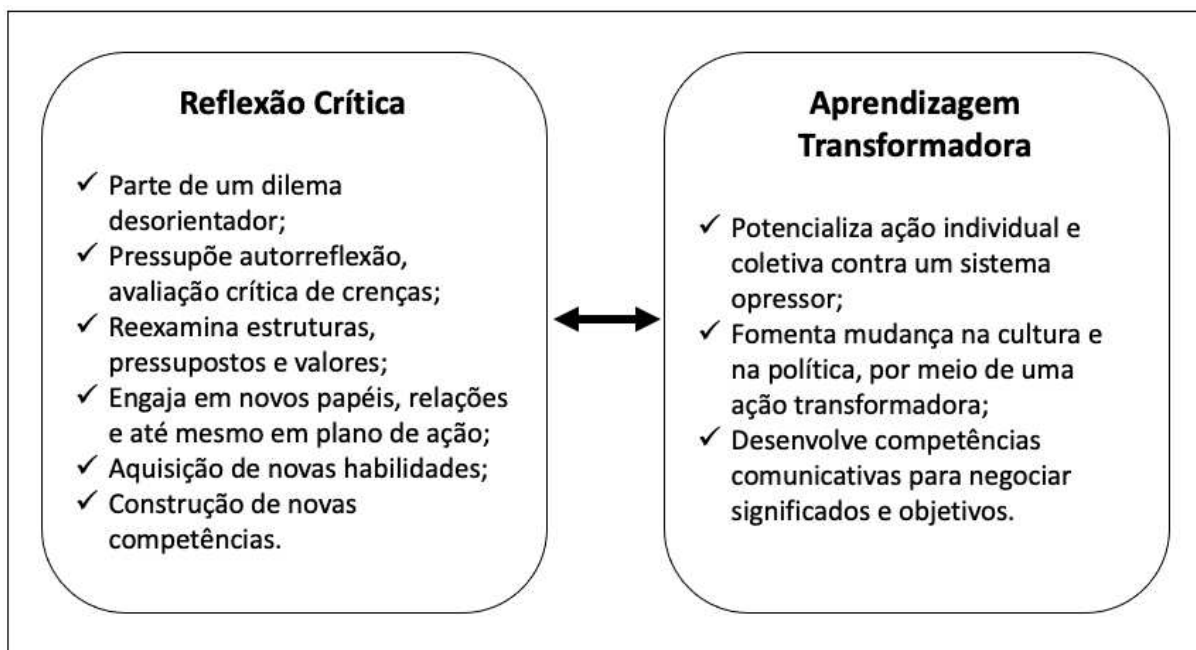 Reflexão Crítica
✓ Parte de um dilema
desorientador;
✓ Pressupõe autorreflexão,
avaliação crítica de crenças;
✓ Reexamina estruturas,
pressupostos e valores;
✓ Engaja em novos papéis, relações
e até mesmo em plano de ação;
✓ Aquisição de novas habilidades;
✓ Construção de novas
competências.
Aprendizagem
Transformadora
✓ Potencializa ação individual e
coletiva contra um sistema
opressor;
✓ Fomenta mudança na cultura e
na política, por meio de uma
ação transformadora;
✓ Desenvolve competências
comunicativas para negociar
significados e objetivos.